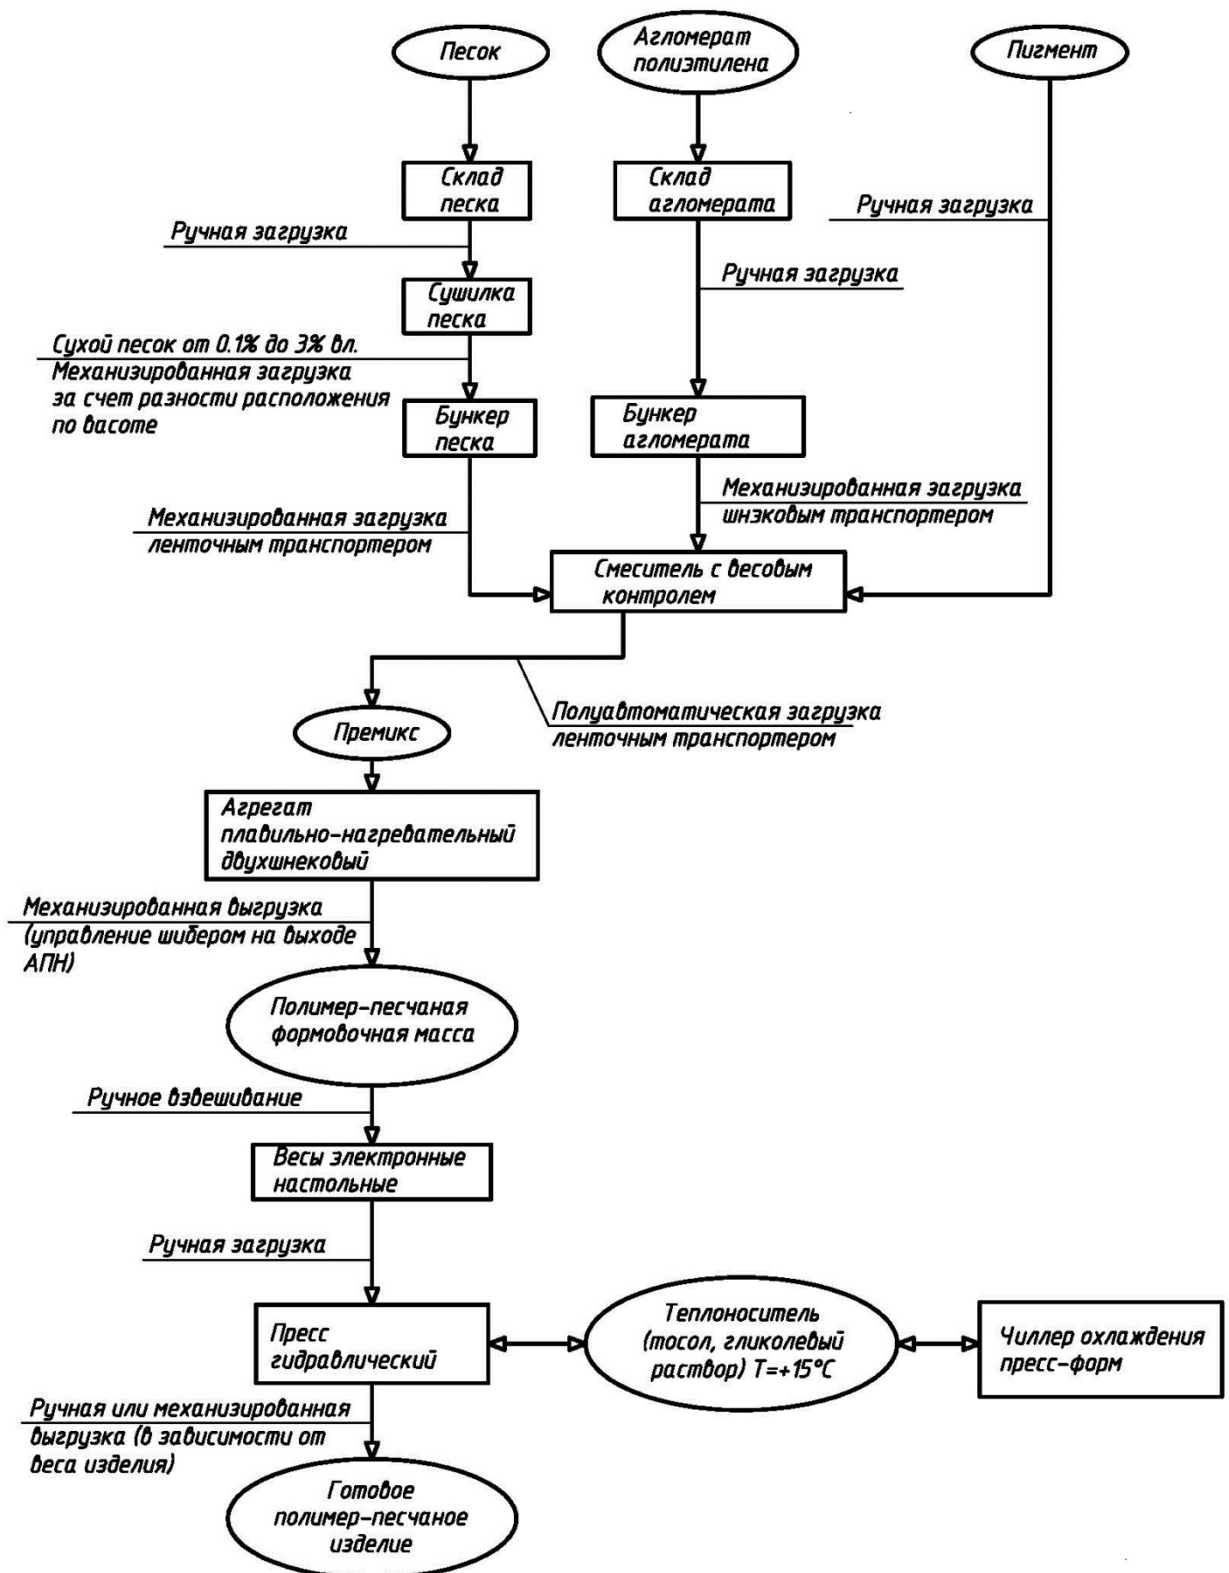 Песок
Агломерат
полиэтилена
Пигмент
Склад
песка
Склад
агломерата
Ручная загрузка
Ручная загрузка
Ручная загрузка
Сушилка
песка
Сухой песок от 0.1% до 3% вл.
Механизированная загрузка
за счет разности расположения
по васоте
Бункер
песка
Бункер
агломерата
Механизированная загрузка
ленточным транспортером
Механизированная загрузка
шнэковым транспортером
Смеситель с весовым
контролем
Полуавтоматическая загрузка
ленточным транспортером
Премикс
Агрегат
плавильно-нагревательный
двухшнековый
Механизированная выгрузка
(управление шибером на выходе
АПН)
Полимер-песчаная
формовочная масса
Ручное взвешивание
Весы электронные
настольные
Ручная загрузка
Пресс
гидравлический
Теплоноситель
(тосол, гликолевый
раствор) Т=+15°С
Чиллер охлаждения
пресс-форм
Ручная или механизированная
выгрузка (в зависимости от
веса изделия)
Готовое
полимер-песчаное
изделие